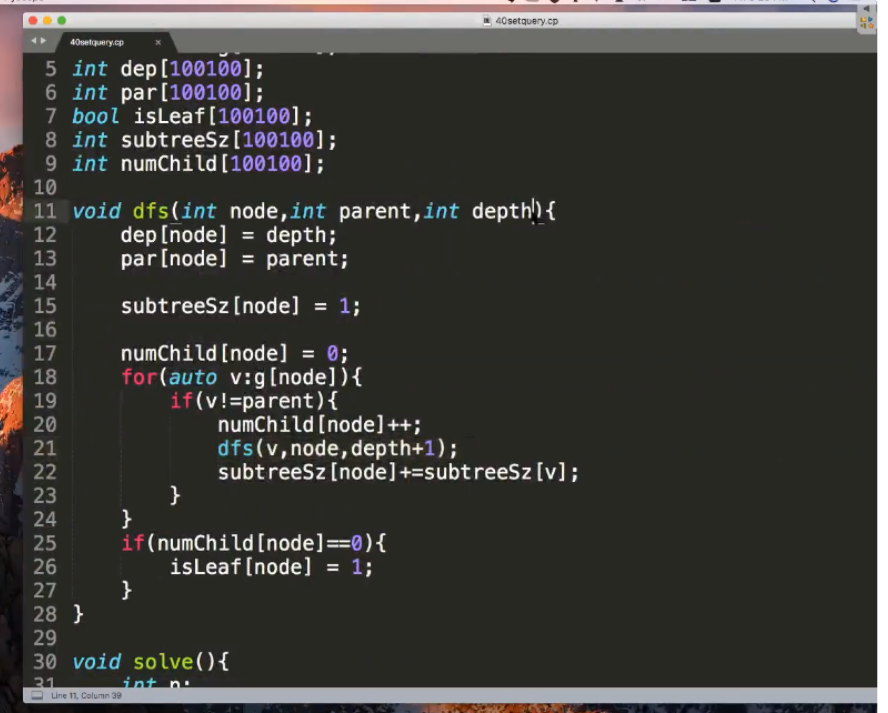 40setquery.cp
40setquery.cp
5 int dep[100100];
6 int par[100100];
7 bool isLeaf[100100];
8 int subtreeSz[100100];
9 int numChild[100100];
10
11 void dfs(int node,int parent,int depth){
12 dep[node] = depth;
13 par[node] = parent;
14
15 subtreeSz[node] = 1;
16
17 numChild[node] = 0;
18 for(auto v:g[node]){
19 if(v!=parent){
20 numChild[node]++;
21 dfs(v,node,depth+1);
22 subtreeSz[node]+=subtreeSz[v];
23 }
24 }
25 if(numChild[node]==0){
26 isLeaf[node] = 1;
27 }
28 }
29
30 void solve(){
31 int n;
Line 11, Column 39